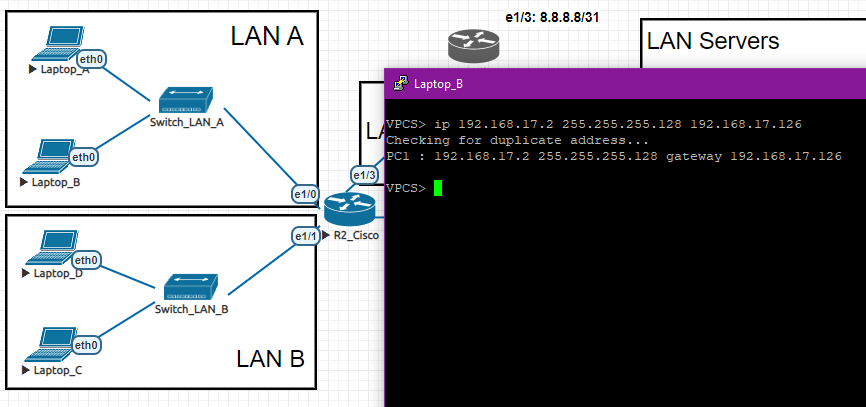 e1/3: 8.8.8.8/31
LAN A
LAN Servers
eth0
Laptop_A
Switch_LAN_A
eth0
Laptop_B
e1/0
e1/3
R2_Cisco
e1/1
eth0
Laptop_D
Switch_LAN_B
eth0
Laptop_C
LAN B
LA
Laptop_B
VPCS> ip 192.168.17.2 255.255.255.128 192.168.17.126
Checking for duplicate address...
PC1 : 192.168.17.2 255.255.255.128 gateway 192.168.17.126
VPCS>